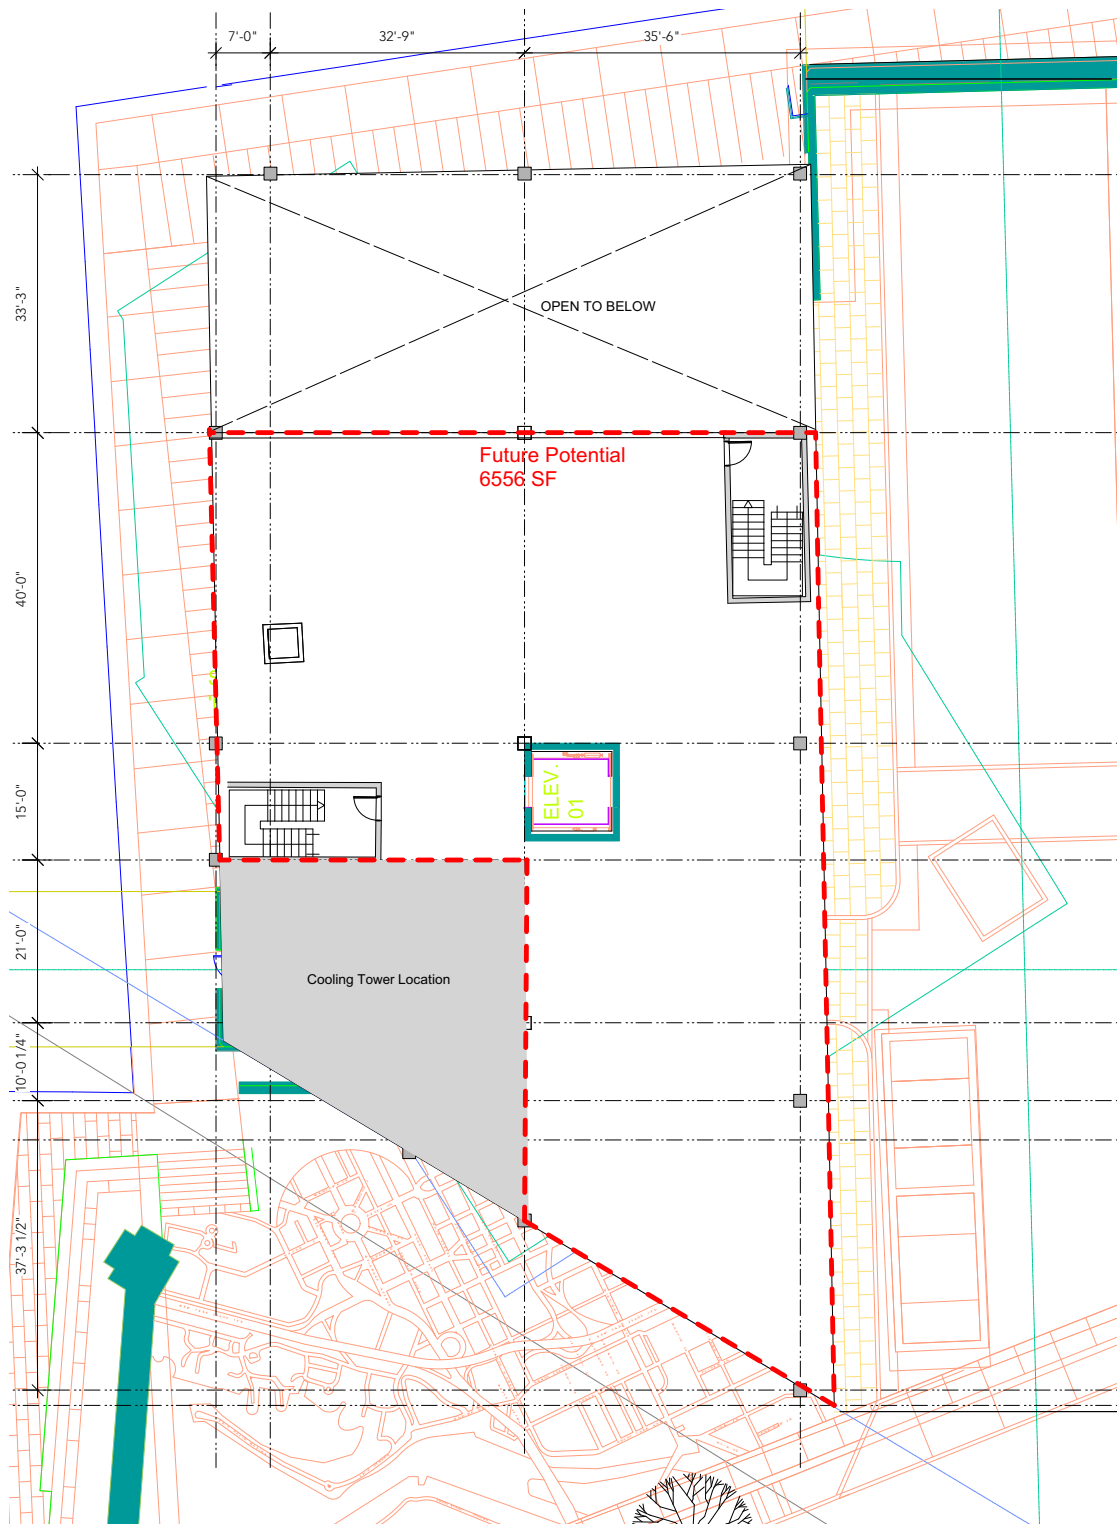 7'-0"
32'-9"
35'-6"
33'-3"
OPEN TO BELOW
Future Potential
6556 SF
40'-0"
ELEV.
01
15'-0"
21'-0"
Cooling Tower Location
10'-0 1/4"
37'-3 1/2"